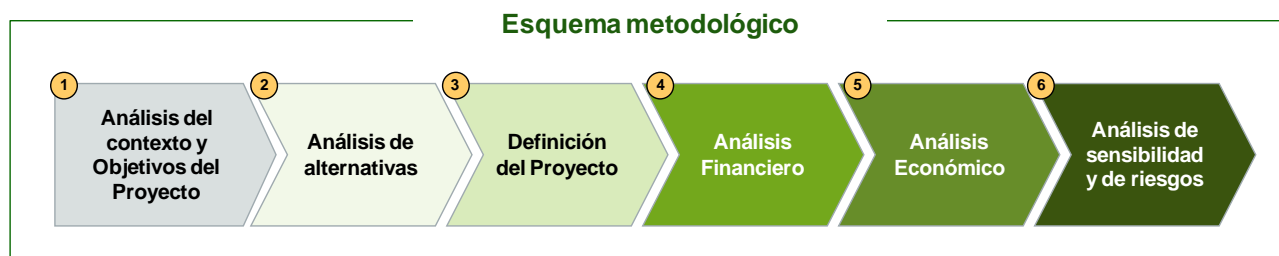 Esquema metodológico
1
Análisis del
contexto y
Objetivos del
Proyecto
2
Análisis de
alternativas
3
Definición
del Proyecto
4
Análisis
Financiero
5
Análisis
Económico
6
Análisis de
sensibilidad
y de riesgos